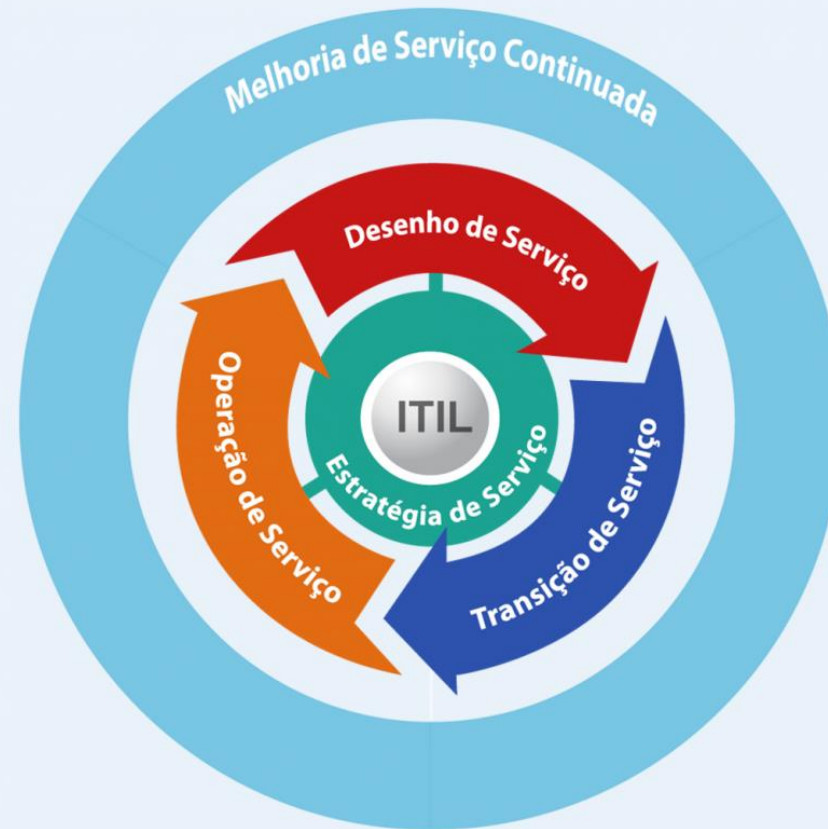 Melhoria de Serviço Continuada
Desenho de Serviço
Operação de Serviço
ITIL
Estratégia de Serviço
Transição de Serviço